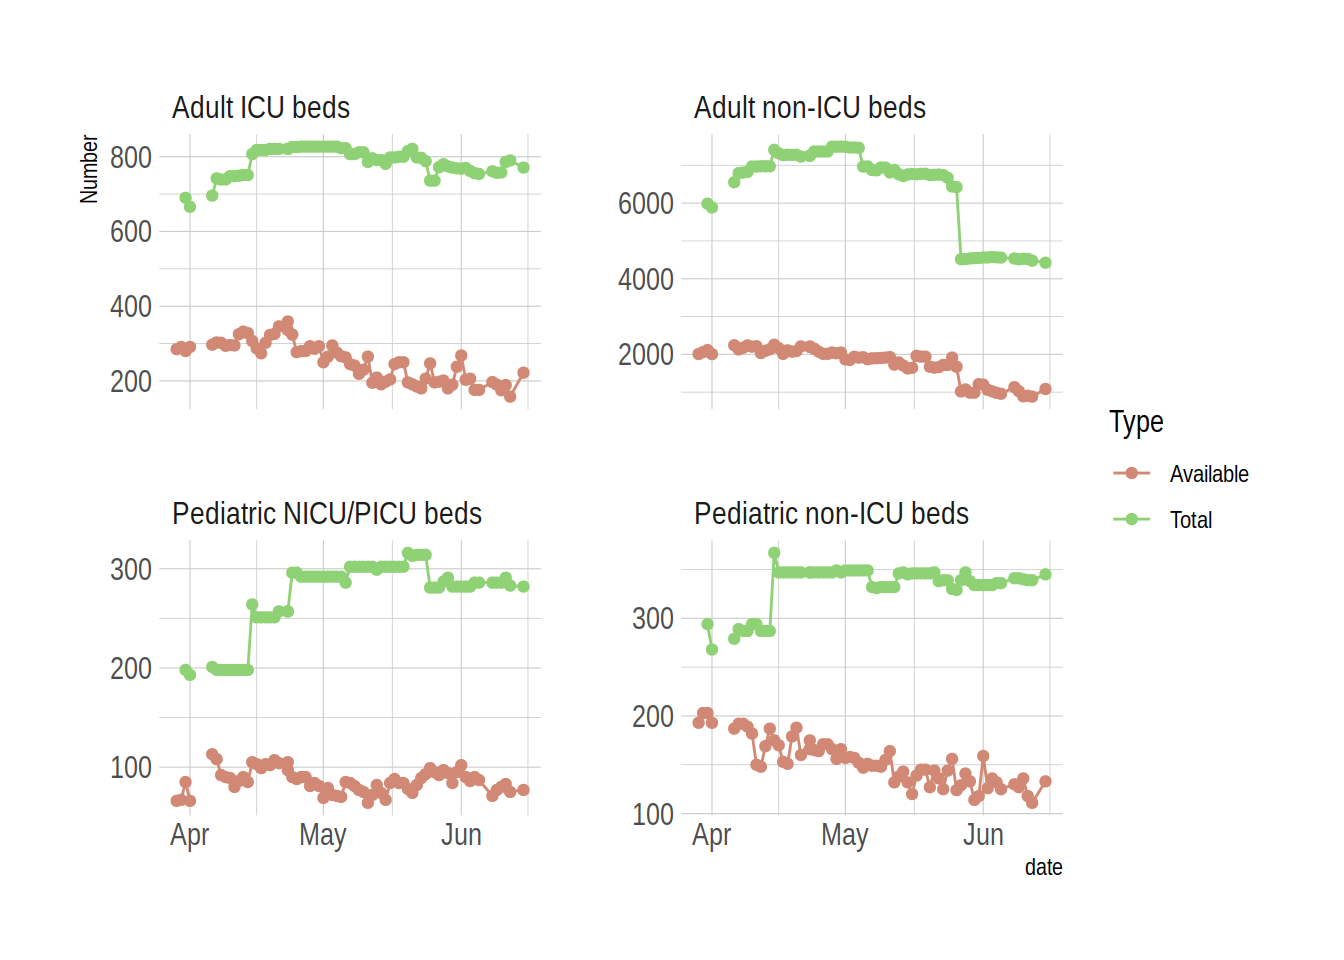 Adult ICU beds
Adult non-ICU beds
Number
800
600
400
200
6000
4000
2000
Pediatric NICU/PICU beds
Pediatric non-ICU beds
300
200
100
300
200
100
Apr May Jun
Apr May Jun
date
Type
Available
Total